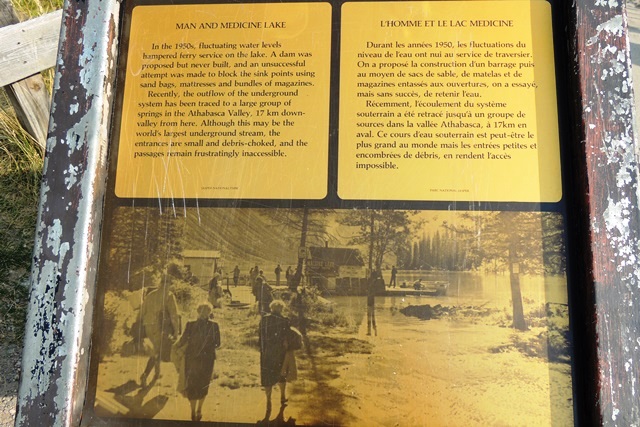 MAN AND MEDICINE LAKE
In the 1950s, fluctuating water levels
hampered ferry service on the lake. A dam was
proposed but never built, and an unsuccessful
attempt was made to block the sink points using
sand bags, mattresses and bundles of magazines.
Recently, the outflow of the underground
system has been traced to a large group of
springs in the Athabasca Valley, 17 km down-
valley from here. Although this may be the
world's largest underground stream, the
entrances are small and debris-choked, and the
passages remain frustratingly inaccessible.
L'HOMME ET LE LAC MEDICINE
Durant les années 1950, les fluctuations du
niveau de l'eau ont nui au service de traversier.
On a proposé la construction d'un barrage puis
au moyen de sacs de sable, de matelas et de
magazines entassés aux ouvertures, on a essayé,
mais sans succès, de retenir l'eau.
Récemment, l'écoulement du système
souterrain a été retracé jusqu'à un groupe de
sources dans la vallée Athabasca, à 17km en
aval. Ce cours d'eau souterrain est peut-être le
plus grand au monde mais les entrées petites et
encombrées de débris, en rendent l'accès
impossible.